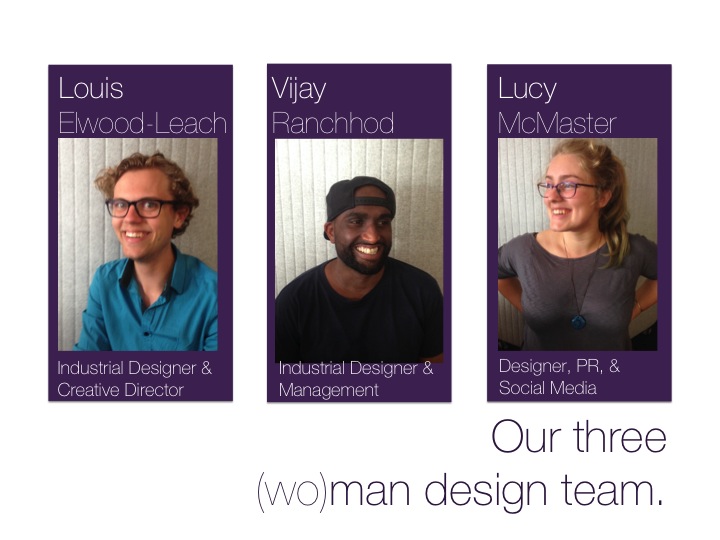 Louis
Elwood-Leach
Industrial Designer &
Creative Director
Vijay
Ranchhod
Industrial Designer &
Management
Lucy
McMaster
Designer, PR, &
Social Media
Our three
(wo)man design team.